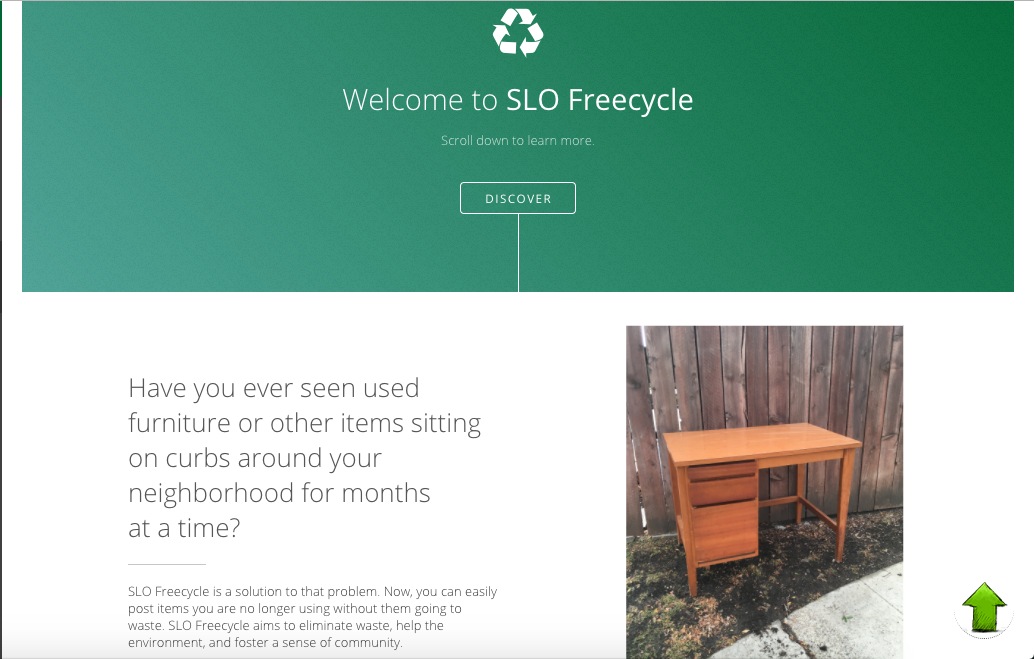 Welcome to SLO Freecycle
Scroll down to learn more.
DISCOVER
Have you ever seen used
furniture or other items sitting
on curbs around your
neighborhood for months
at a time?
SLO Freecycle is a solution to that problem. Now, you can easily
post items you are no longer using without them going to
waste. SLO Freecycle aims to eliminate waste, help the
environment, and foster a sense of community.